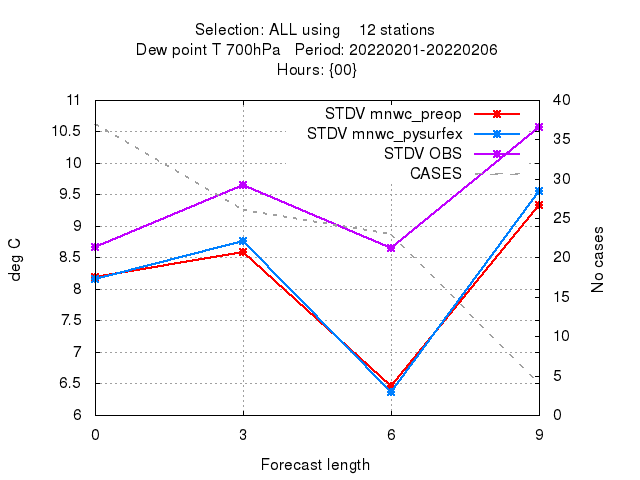 Selection: ALL using 12 stations
Dew point T 700hPa Period: 20220201-20220206
Hours: {00}
STDV mnwc_preop
STDV mnwc_pysurfex
STDV OBS
CASES
11
10.5
10
9.5
9
8.5
8
7.5
7
6.5
6
deg C
40
35
30
25
20
15
10
5
0
No cases
0 3 6 9
Forecast length